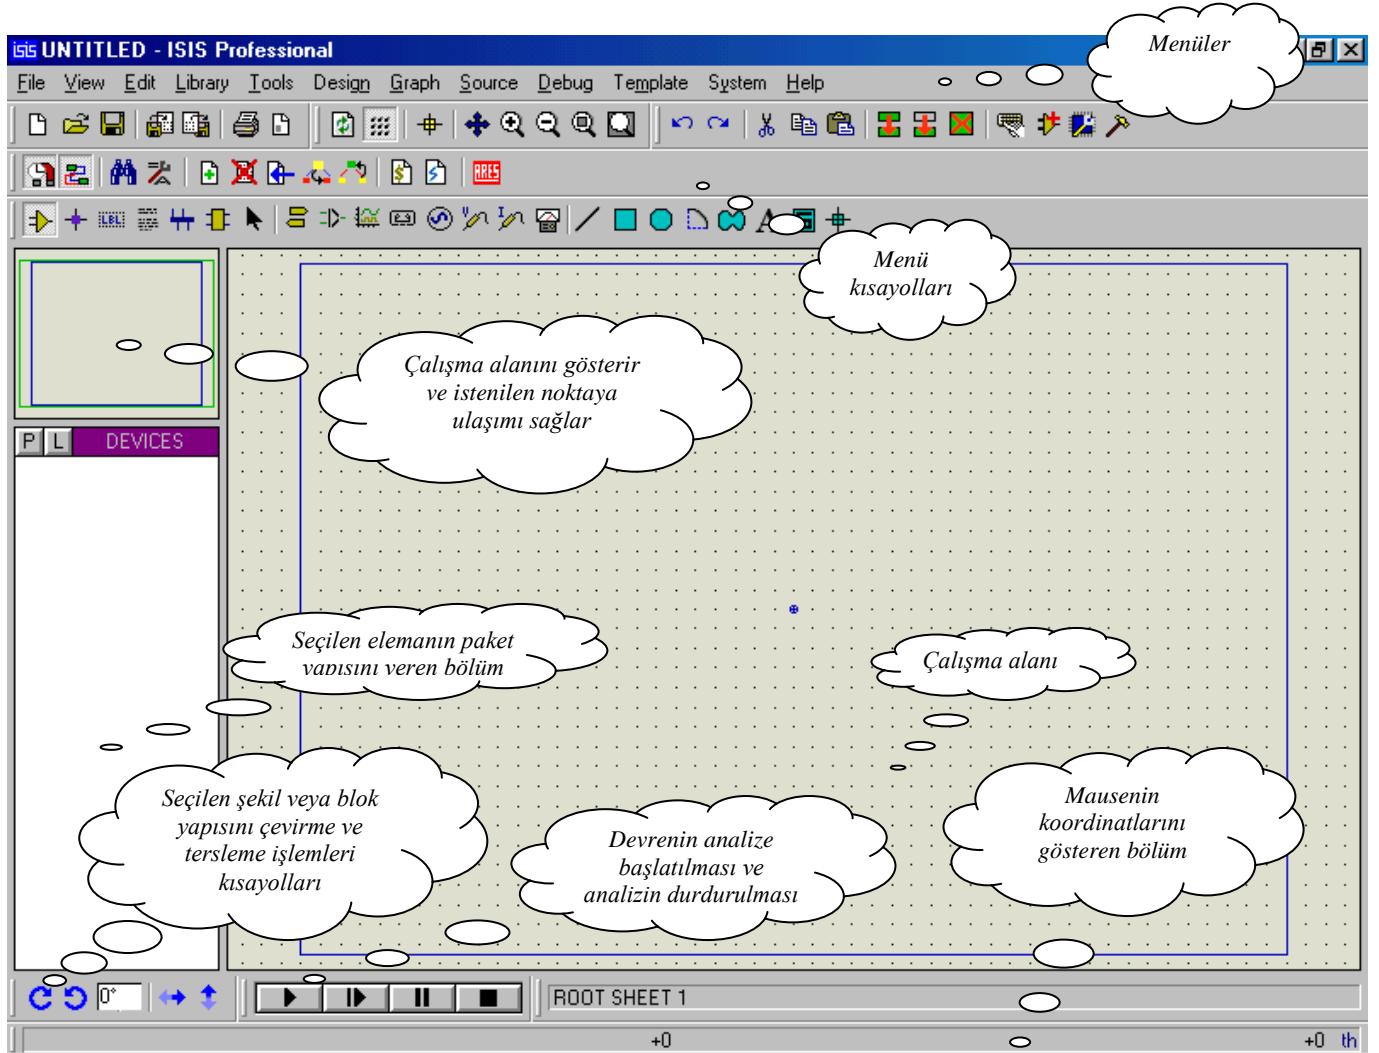 Menüler
isis UNTITLED - ISIS Professional
File View Edit Library Tools Design Graph Source Debug Template System Help
ARES
LBL
A
Menü
kısayolları
Çalışma alanını gösterir
ve istenilen noktaya
ulaşımı sağlar
P L DEVICES
Seçilen elemanın paket
yapısını veren bölüm
Çalışma alanı
Seçilen şekil veya blok
yapısını çevirme ve
tersleme işlemleri
kısayolları
Devrenin analize
başlatılması ve
analizin durdurulması
Mausenin
koordinatlarını
gösteren bölüm
0° ROOT SHEET 1
+0 +0 th